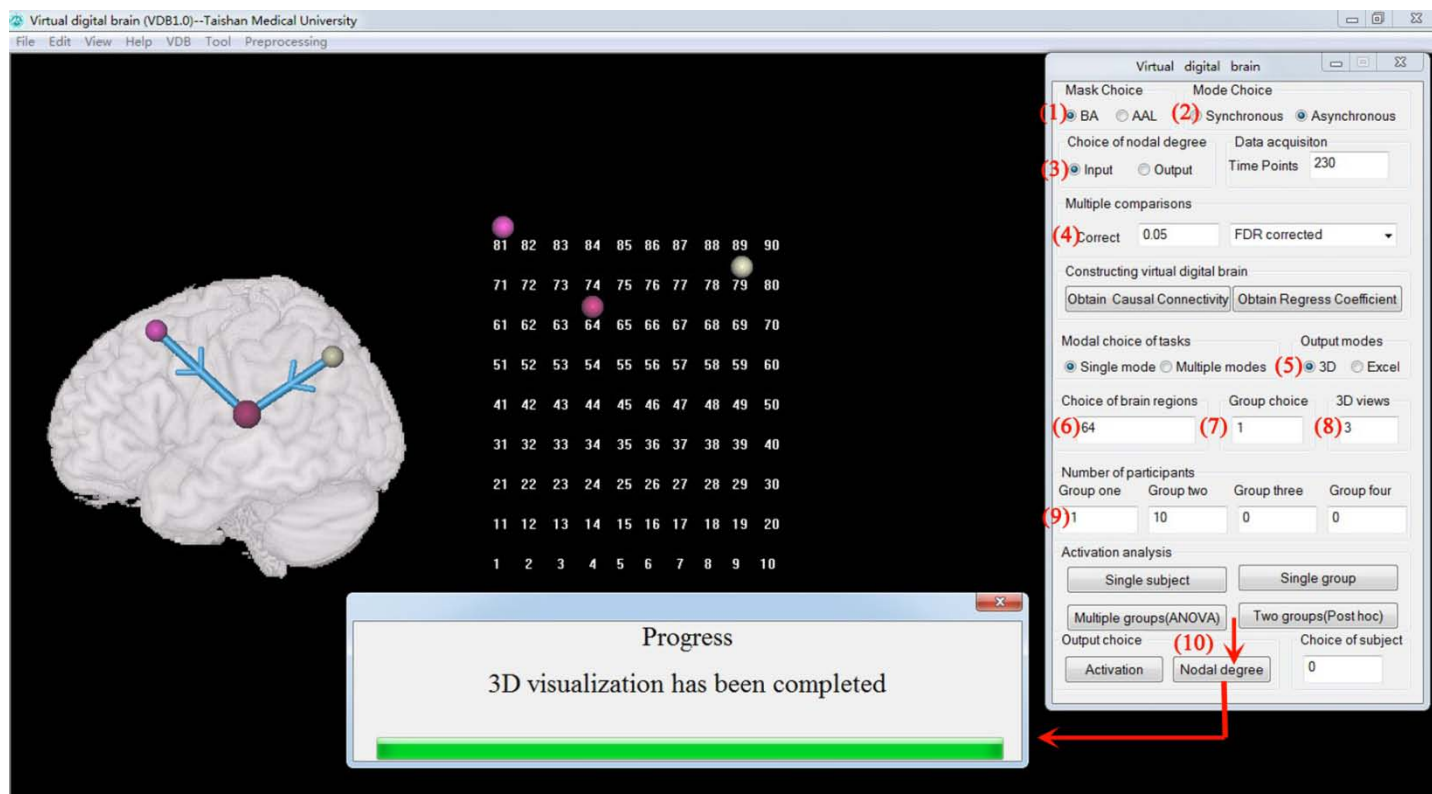 Virtual digital brain (VDB1.0)--Taishan Medical University
File Edit View Help VDB Tool Preprocessing
81 82 83 84 85 86 87 88 89 90
71 72 73 74 75 76 77 78 79 80
61 62 63 64 65 66 67 68 69 70
51 52 53 54 55 56 57 58 59 60
41 42 43 44 45 46 47 48 49 50
31 32 33 34 35 36 37 38 39 40
21 22 23 24 25 26 27 28 29 30
11 12 13 14 15 16 17 18 19 20
1 2 3 4 5 6 7 8 9 10
Progress
3D visualization has been completed
Virtual digital brain
Mask Choice Mode Choice
(1) BA AAL (2) Synchronous Asynchronous
Choice of nodal degree Data acquisiton
(3) Input Output Time Points 230
Multiple comparisons
(4) Correct 0.05 FDR corrected
Constructing virtual digital brain
Obtain Causal Connectivity Obtain Regress Coefficient
Modal choice of tasks Output modes
Single mode Multiple modes (5) 3D Excel
Choice of brain regions Group choice 3D views
(6) 64 (7) 1 (8) 3
Number of participants
Group one Group two Group three Group four
(9) 1 10 0 0
Activation analysis
Single subject Single group
Multiple groups(ANOVA) Two groups(Post hoc)
Output choice (10) Choice of subject
Activation Nodal degree 0